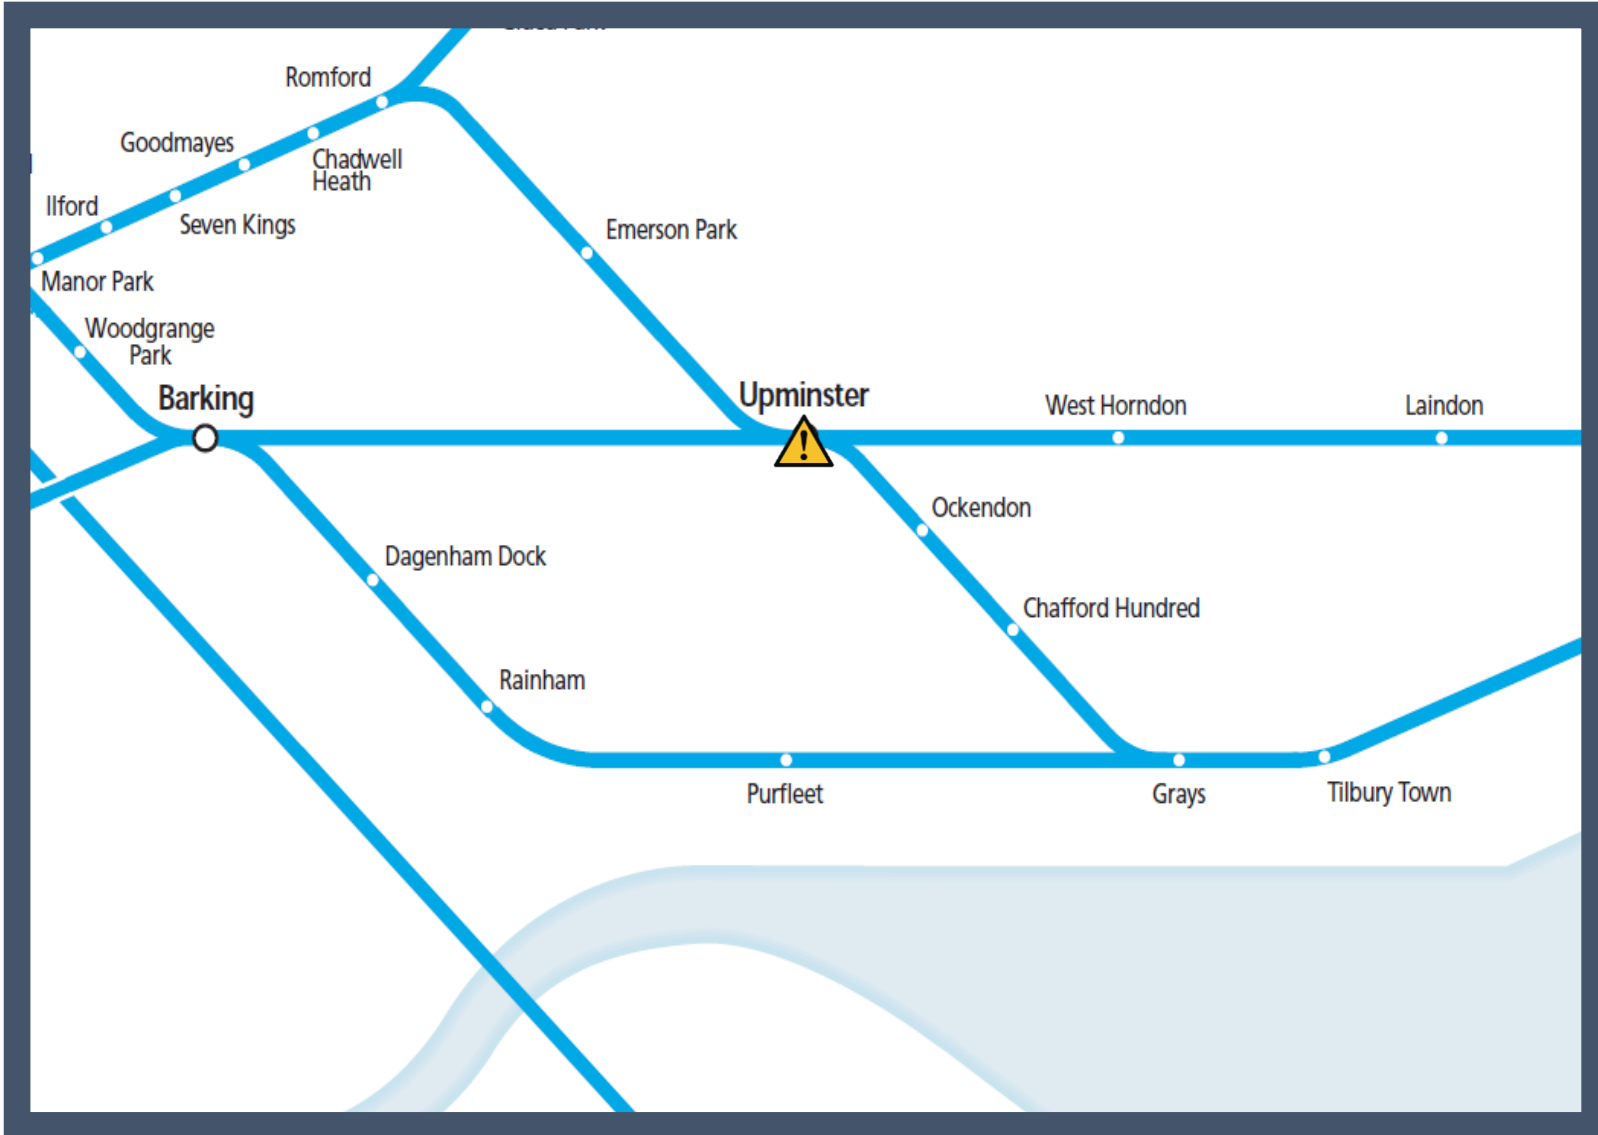 Romford
Goodmayes
Chadwell
Heath
Ilford
Seven Kings
Emerson Park
Manor Park
Woodgrange
Park
Barking
Upminster
West Horndon
Laindon
Ockendon
Dagenham Dock
Chafford Hundred
Rainham
Purfleet
Grays
Tilbury Town